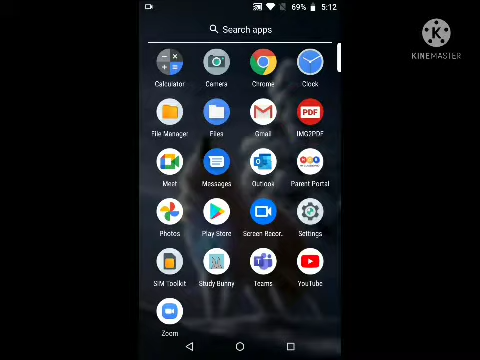 69% 5:12
Search apps
K
KINEMASTER
Calculator Camera Chrome Clock
PDF
File Manager Files Gmail IMG2PDF
Meet Messages Outlook Parent Portal
Photos Play Store Screen Recor..
Settings
SIM Toolkit Study Bunny Teams YouTube
Zoom